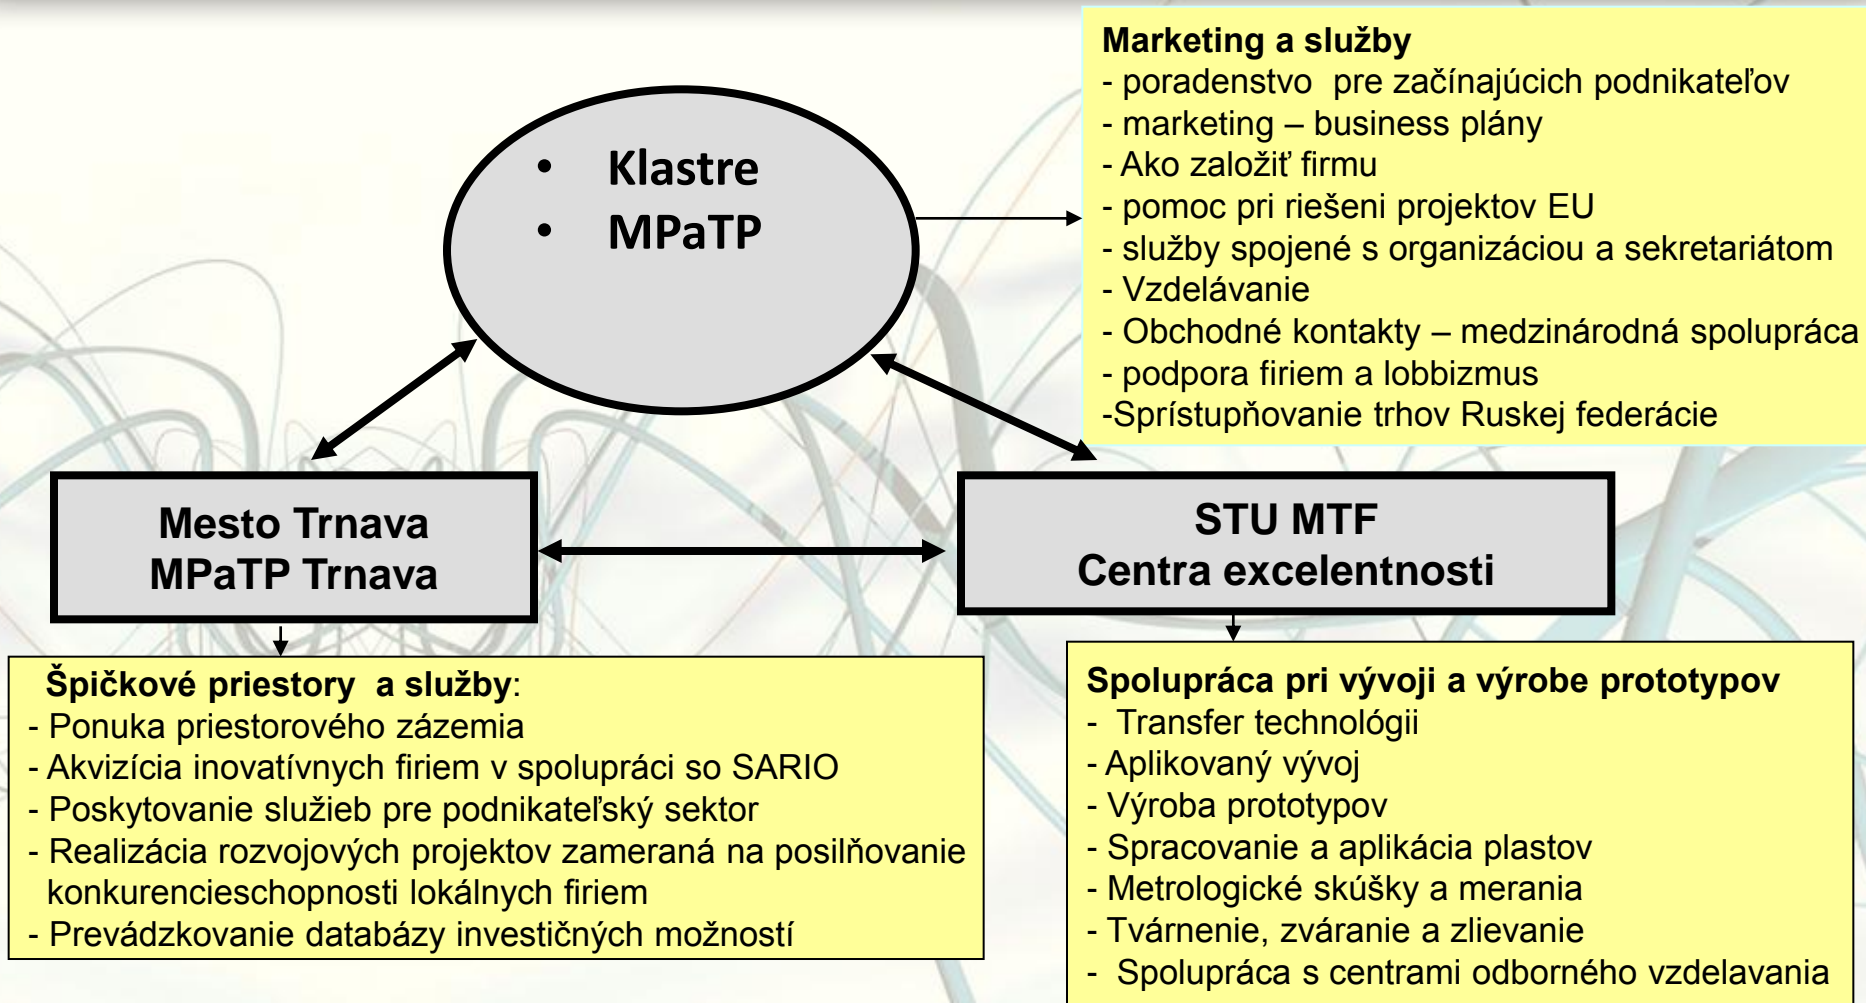 Marketing a služby
- poradenstvo pre začínajúcich podnikateľov
- marketing – business plány
- Ako založiť firmu
- pomoc pri riešeni projektov EU
- služby spojené s organizáciou a sekretariátom
- Vzdelávanie
- Obchodné kontakty – medzinárodná spolupráca
- podpora firiem a lobbizmus
-Sprístupňovanie trhov Ruskej federácie
• Klastre
• MPaTP
Mesto Trnava
MPaTP Trnava
STU MTF
Centra excelentnosti
Špičkové priestory a služby:
- Ponuka priestorového zázemia
- Akvizícia inovatívnych firiem v spolupráci so SARIO
- Poskytovanie služieb pre podnikateľský sektor
- Realizácia rozvojových projektov zameraná na posilňovanie
konkurencieschopnosti lokálnych firiem
- Prevádzkovanie databázy investičných možností
Spolupráca pri vývoji a výrobe prototypov
- Transfer technológii
- Aplikovaný vývoj
- Výroba prototypov
- Spracovanie a aplikácia plastov
- Metrologické skúšky a merania
- Tvárnenie, zváranie a zlievanie
- Spolupráca s centrami odborného vzdelavania